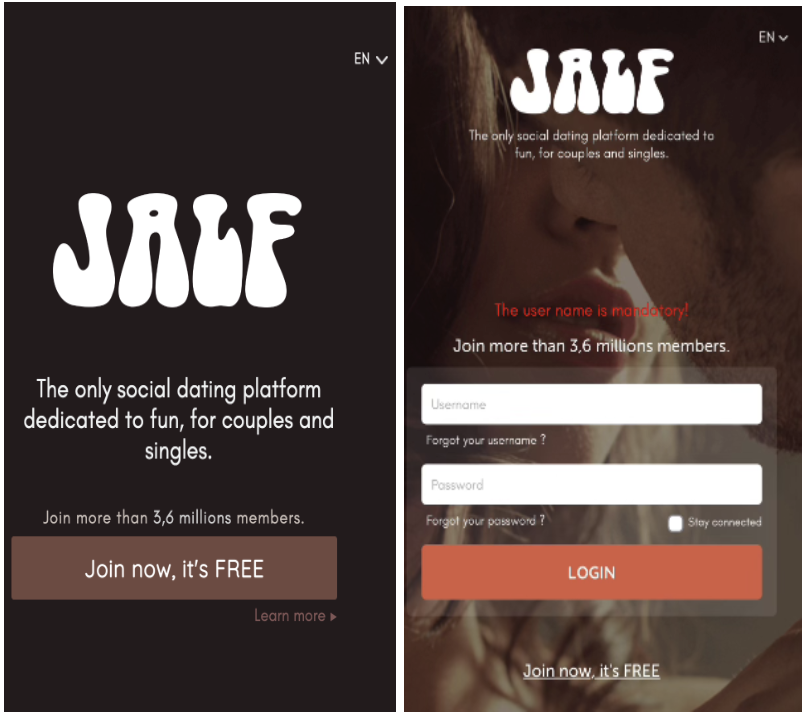 EN
JALF
The only social dating platform
dedicated to fun, for couples and
singles.
Join more than 3,6 millions members.
Join now, it's FREE
Learn more
EN
JALF
The only social dating platform dedicated to
fun, for couples and singles.
The user name is mandatory!
Join more than 3,6 millions members.
Username
Forgot your username ?
Password
Forgot your password ?
Stay connected
LOGIN
Join now, it's FREE